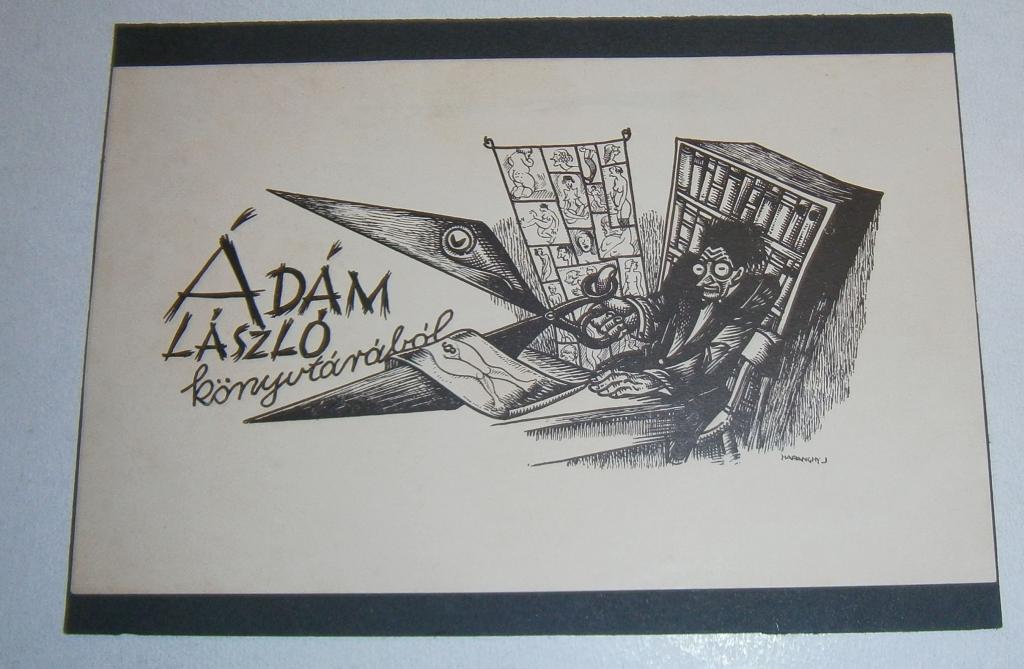 ÁDÁM
LÁSZLÓ
könyvtárából
HARANGHY J